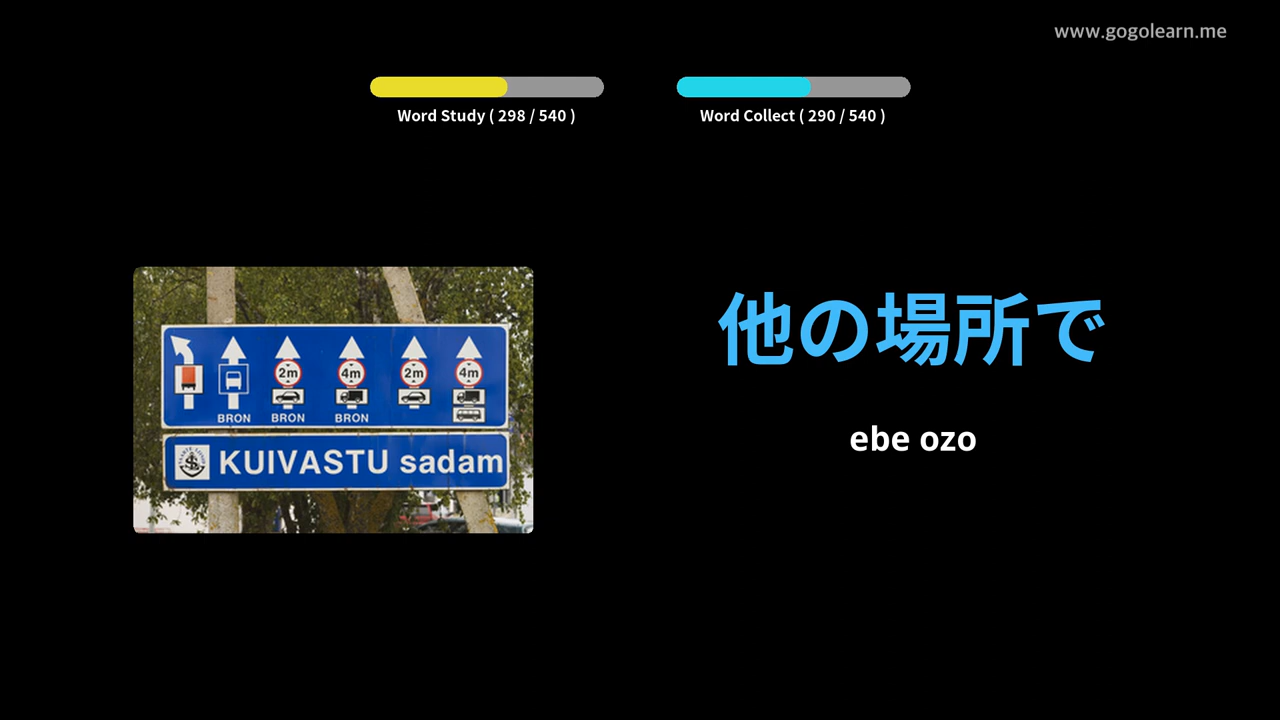 www.gogolearn.me
Word Study ( 298 / 540 )
Word Collect ( 290 / 540 )
2m 4m 2m 4m
BRON BRON BRON
KUIVASTU sadam
他の場所で
ebe ozo